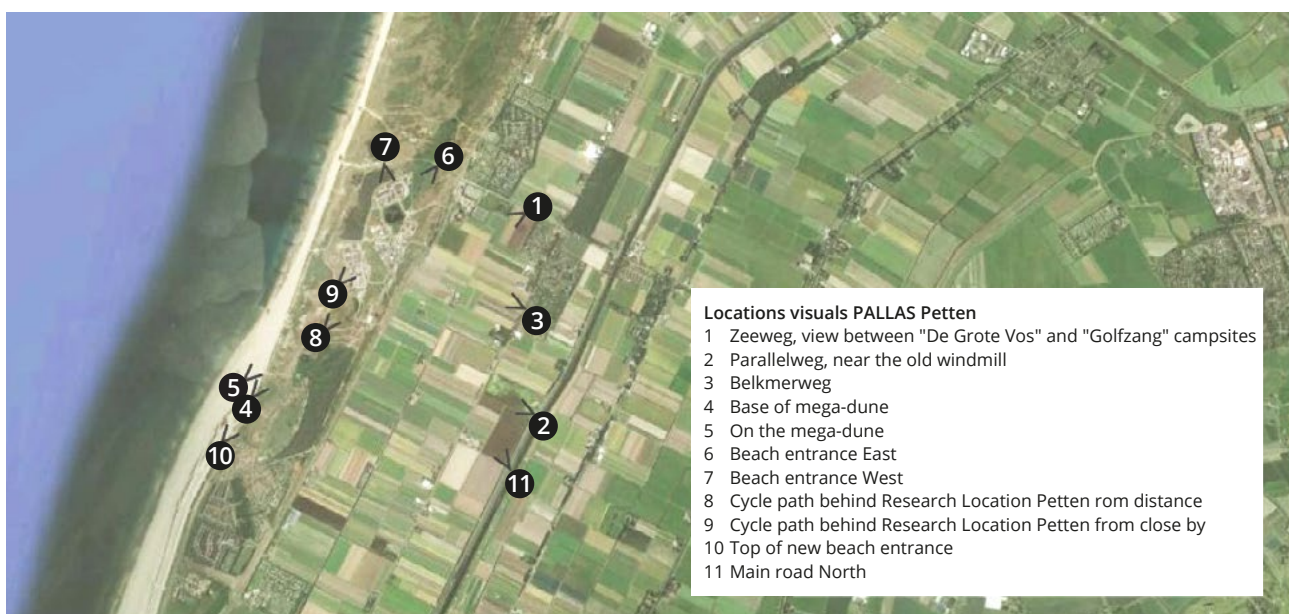 7
6
1
9
3
8
5
4
2
10
11
Locations visuals PALLAS Petten
1 Zeeweg, view between "De Grote Vos" and "Golfzang" campsites
2 Parallelweg, near the old windmill
3 Belkmerweg
4 Base of mega-dune
5 On the mega-dune
6 Beach entrance East
7 Beach entrance West
8 Cycle path behind Research Location Petten rom distance
9 Cycle path behind Research Location Petten from close by
10 Top of new beach entrance
11 Main road North